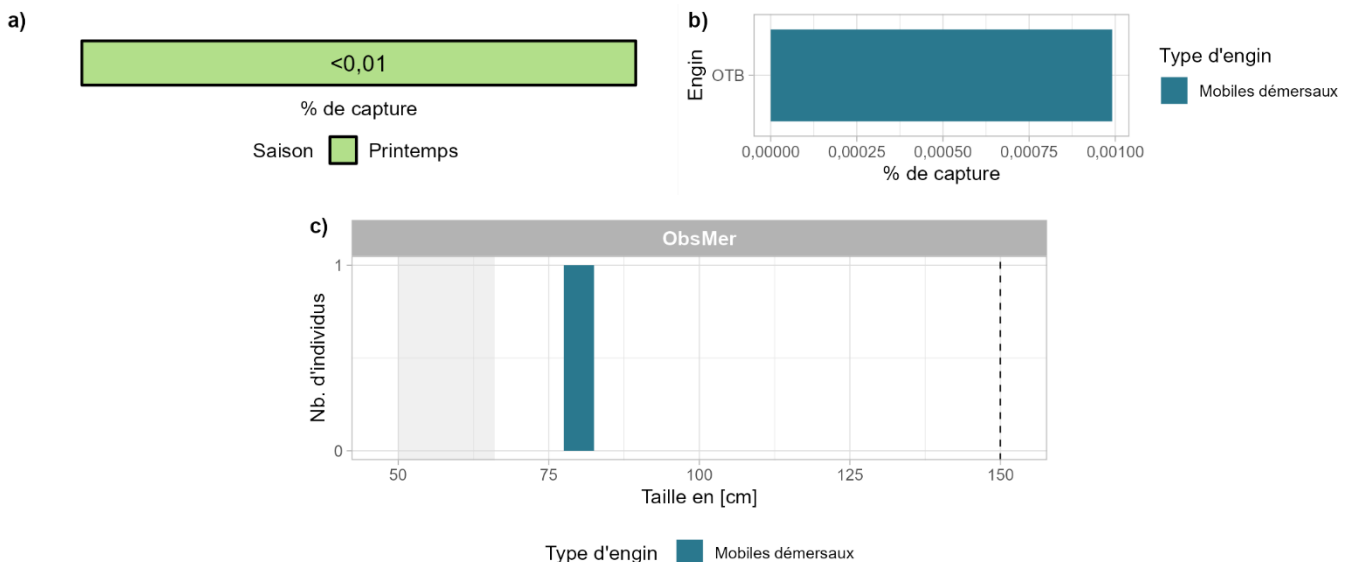 a)
<0,01
% de capture
Saison Printemps
b)
Engin
OTB
0,00000 0,00025 0,00050 0,00075 0,00100
% de capture
Type d'engin
Mobiles démersaux
c)
ObsMer
Nb. d'individus
1
0
50 75 100 125 150
Taille en [cm]
Type d'engin Mobiles démersaux